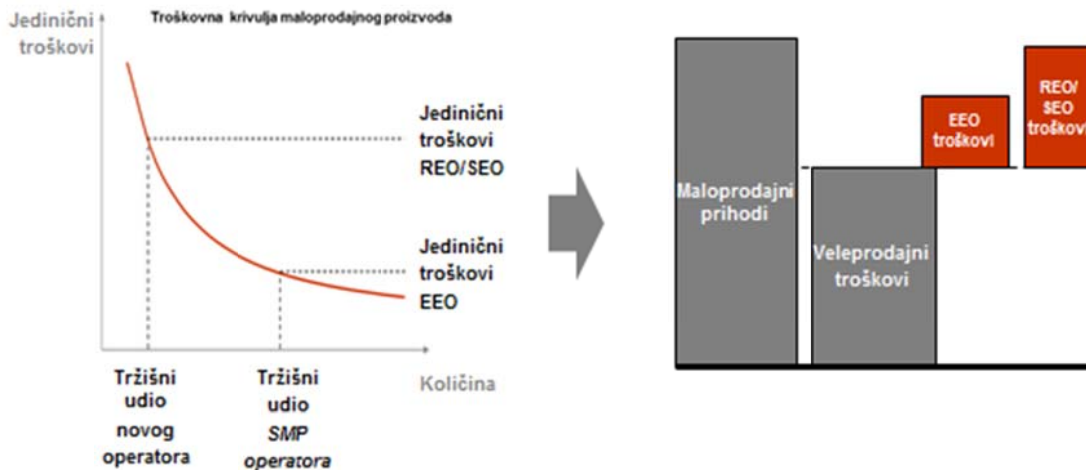 Troškovna krivulja maloprodajnog proizvoda
Jedinični
troškovi
Jedinični
troškovi
REO/SEO
Jedinični
troškovi
EEO
Količina
Tržišni
udio
novog
operatora
Tržišni
udio
SMP
operatora
Maloprodajni
prihodi
Veleprodajni
troškovi
EEO
troškovi
REO/
SEO
troškovi